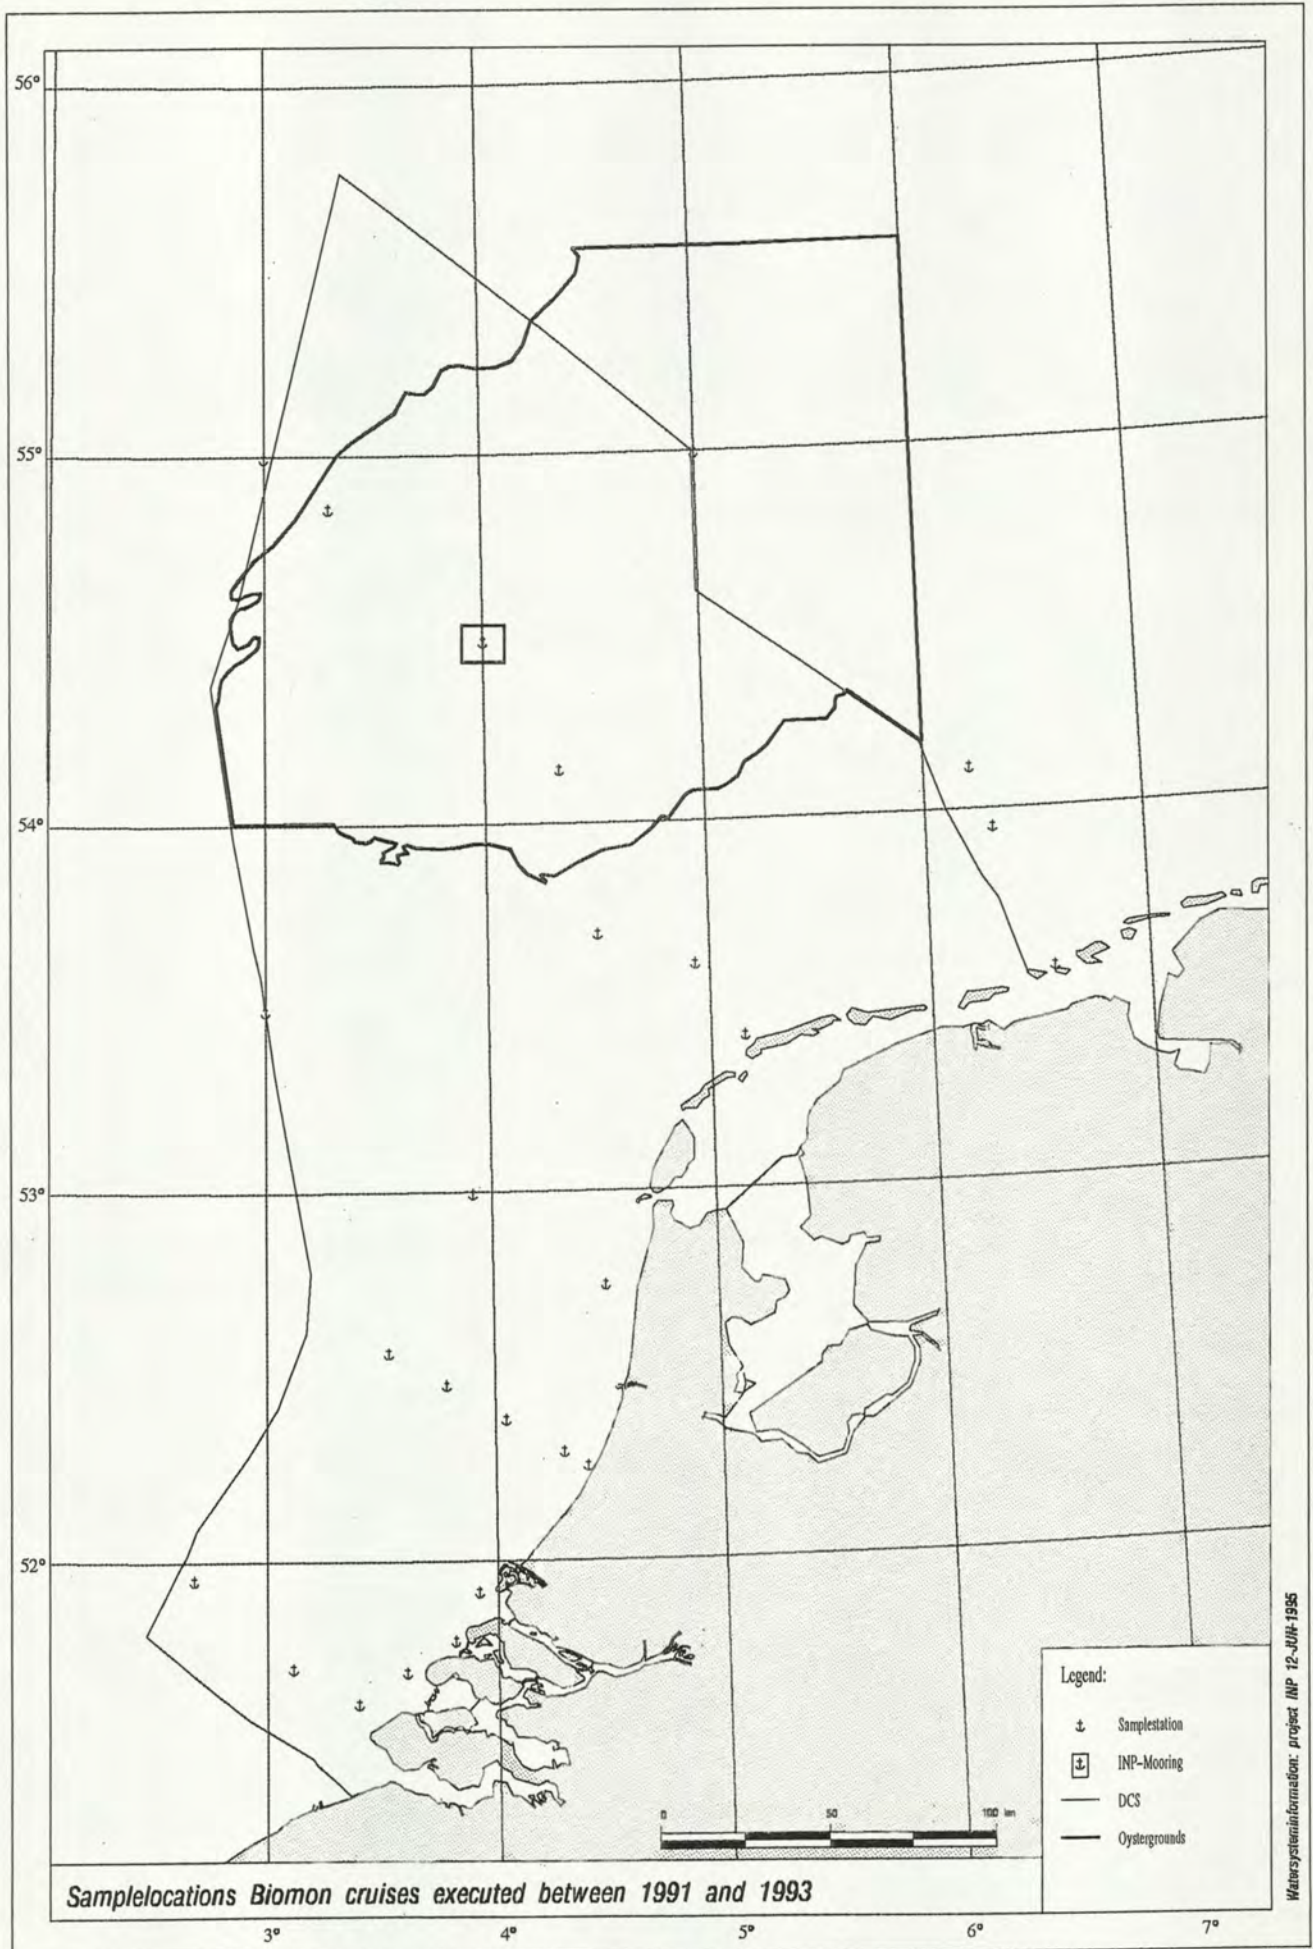 56°
55°
54°
53°
52°
Legend:
Samplestation
INP-Mooring
DCS
Oystergrounds
0 50 100 km
Samplelocations Biomon cruises executed between 1991 and 1993
3° 4° 5° 6° 7°
Watersysteminformation: project INP 12-JUN-1995